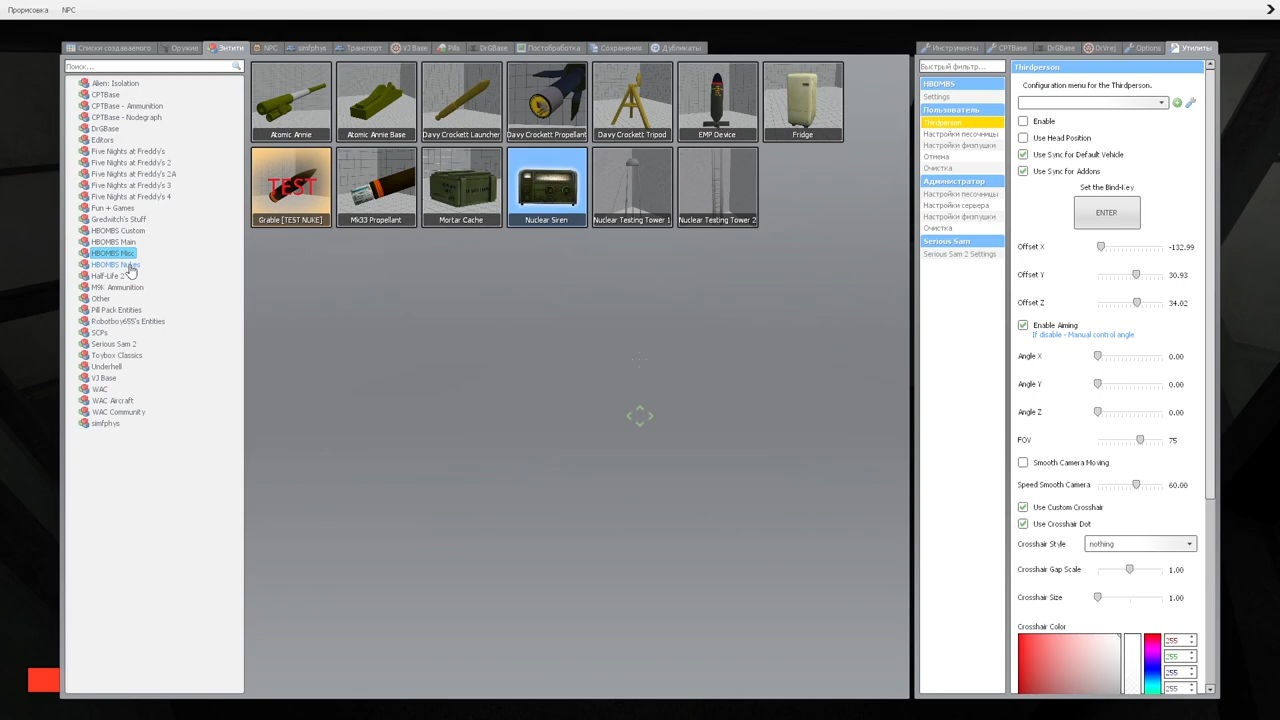 Прорисовка NPC
Списки создаваемого Оружие Энтити NPC simfphys Транспорт VJ Base Pills DrGBase Постобработка Сохранения Дубликаты
Поиск...
Alien: Isolation
CPTBase
CPTBase - Ammunition
CPTBase - Nodegraph
DrGBase
Editors
Five Nights at Freddy's
Five Nights at Freddy's 2
Five Nights at Freddy's 2A
Five Nights at Freddy's 3
Five Nights at Freddy's 4
Fun + Games
Gredwitch's Stuff
HBOMBS Custom
HBOMBS Main
HBOMBS Misc
HBOMBS Nukes
Half-Life 2
M9K Ammunition
Other
Pill Pack Entities
Robotboy655's Entities
SCPs
Serious Sam 2
Toybox Classics
Underhell
VJ Base
WAC
WAC Aircraft
WAC Community
simfphys
Atomic Annie
Atomic Annie Base
Davy Crockett Launcher
Davy Crockett Propellant
Davy Crockett Tripod
EMP Device
Fridge
TEST
Grable [TEST NUKE]
Mk33 Propellant
Mortar Cache
Nuclear Siren
Nuclear Testing Tower 1
Nuclear Testing Tower 2
Инструменты CPTBase DrGBase DrVrej Options Утилиты
Быстрый фильтр...
HBOMBS
Settings
Пользователь
Thirdperson
Настройки песочницы
Настройки физпушки
Отмена
Очистка
Администратор
Настройки песочницы
Настройки сервера
Настройки физпушки
Очистка
Serious Sam
Serious Sam 2 Settings
Thirdperson
Configuration menu for the Thirdperson.
Enable
Use Head Position
Use Sync for Default Vehicle
Use Sync for Addons
Set the Bind-Key
ENTER
Offset X -132.99
Offset Y 30.93
Offset Z 34.02
Enable Aiming
If disable - Manual control angle
Angle X 0.00
Angle Y 0.00
Angle Z 0.00
FOV 75
Smooth Camera Moving
Speed Smooth Camera 60.00
Use Custom Crosshair
Use Crosshair Dot
Crosshair Style nothing
Crosshair Gap Scale 1.00
Crosshair Size 1.00
Crosshair Color
255
255
255
255